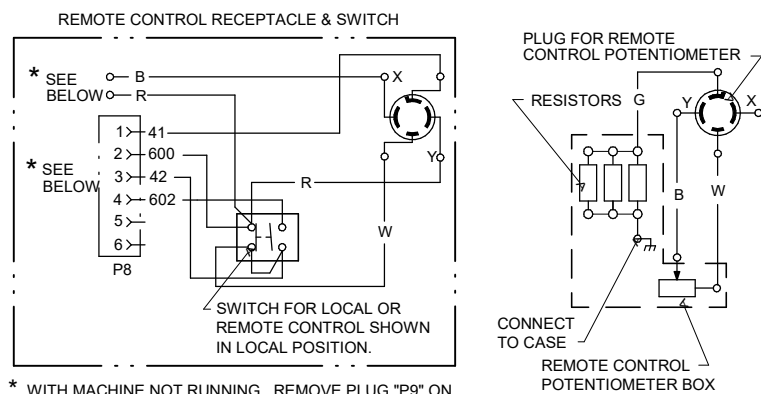 REMOTE CONTROL RECEPTACLE & SWITCH
* SEE
BELOW
B
R
X
1 41
2 600
3 42
4 602
5
6
P8
* SEE
BELOW
R
Y
W
SWITCH FOR LOCAL OR
REMOTE CONTROL SHOWN
IN LOCAL POSITION.
* WITH MACHINE NOT RUNNING, REMOVE PLUG "P9" ON
PLUG FOR REMOTE
CONTROL POTENTIOMETER
RESISTORS
G
Y
X
B
W
CONNECT
TO CASE
REMOTE CONTROL
POTENTIOMETER BOX